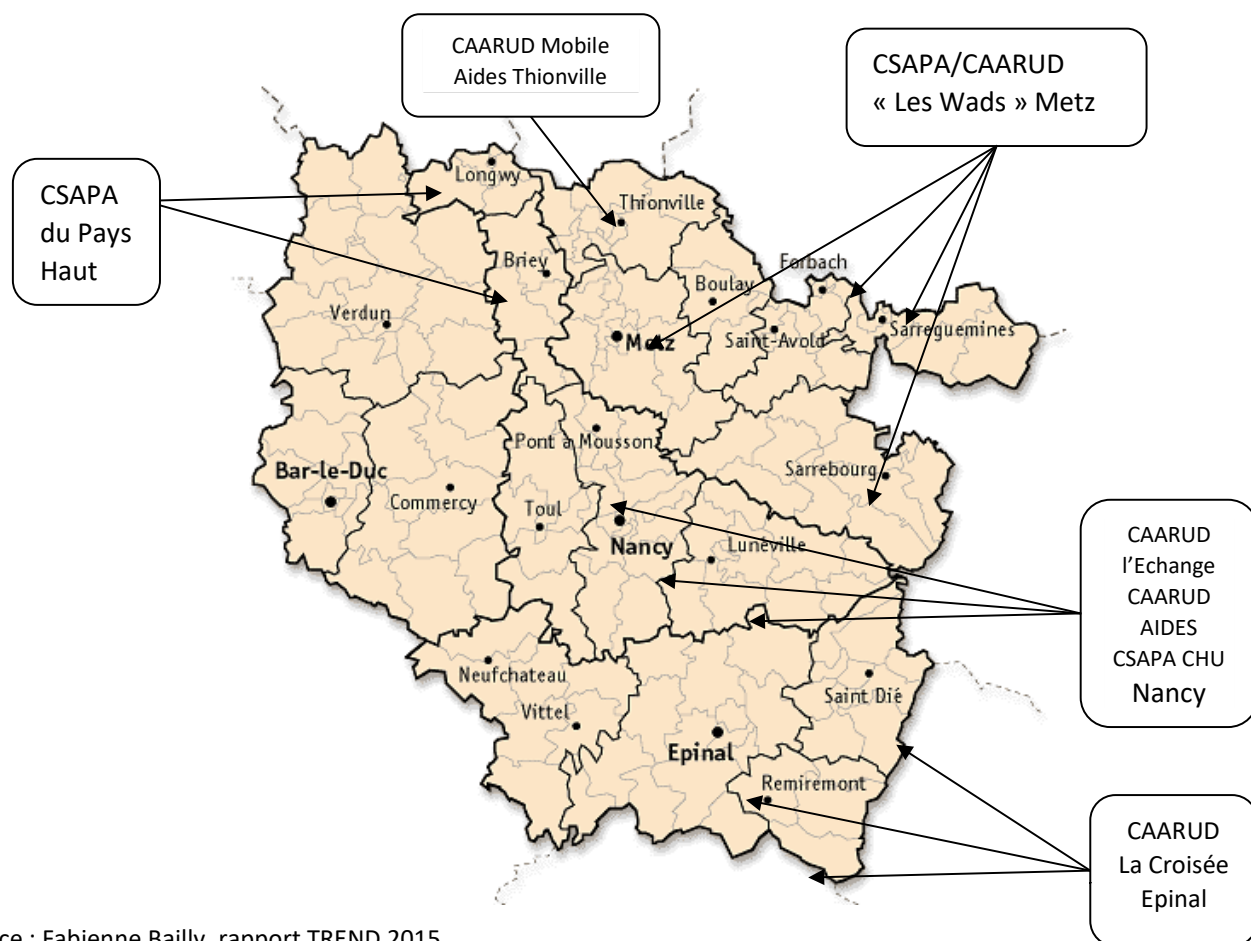 CAARUD Mobile
Aides Thionville
CSAPA/CAARUD
« Les Wads » Metz
CSAPA
du Pays
Haut
Longwy
Thionville
Briey
Forbach
Boulay
Verdun
Metz
Saint-Avold
Sarreguemines
Pont à Mousson
Bar-le-Duc
Sarrebourg
Commercy
Toul
Nancy
Lunéville
CAARUD
l’Echange
CAARUD
AIDES
CSAPA CHU
Nancy
Neufchateau
Saint Dié
Vittel
Epinal
Remiremont
CAARUD
La Croisée
Epinal
ce : Fabienne Bailly, rapport TREND 2015